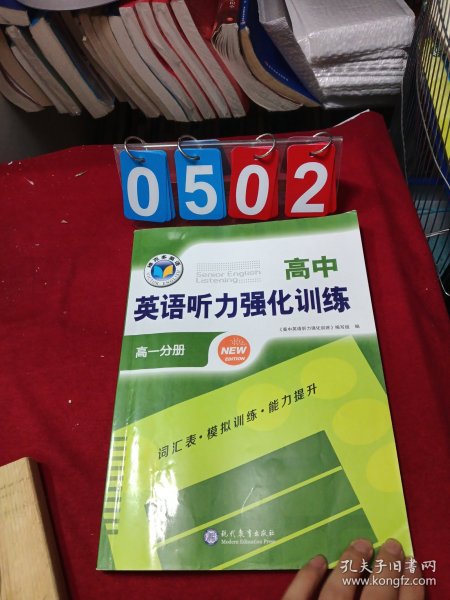 0502
Senior English
Listening
高中
英语听力强化训练
《高中英语听力强化训练》编写组 编
高一分册
NEW
EDITION
词汇表·模拟训练·能力提升
现代教育出版社
Modern Education Press
孔夫子旧书网
www.kongfz.com